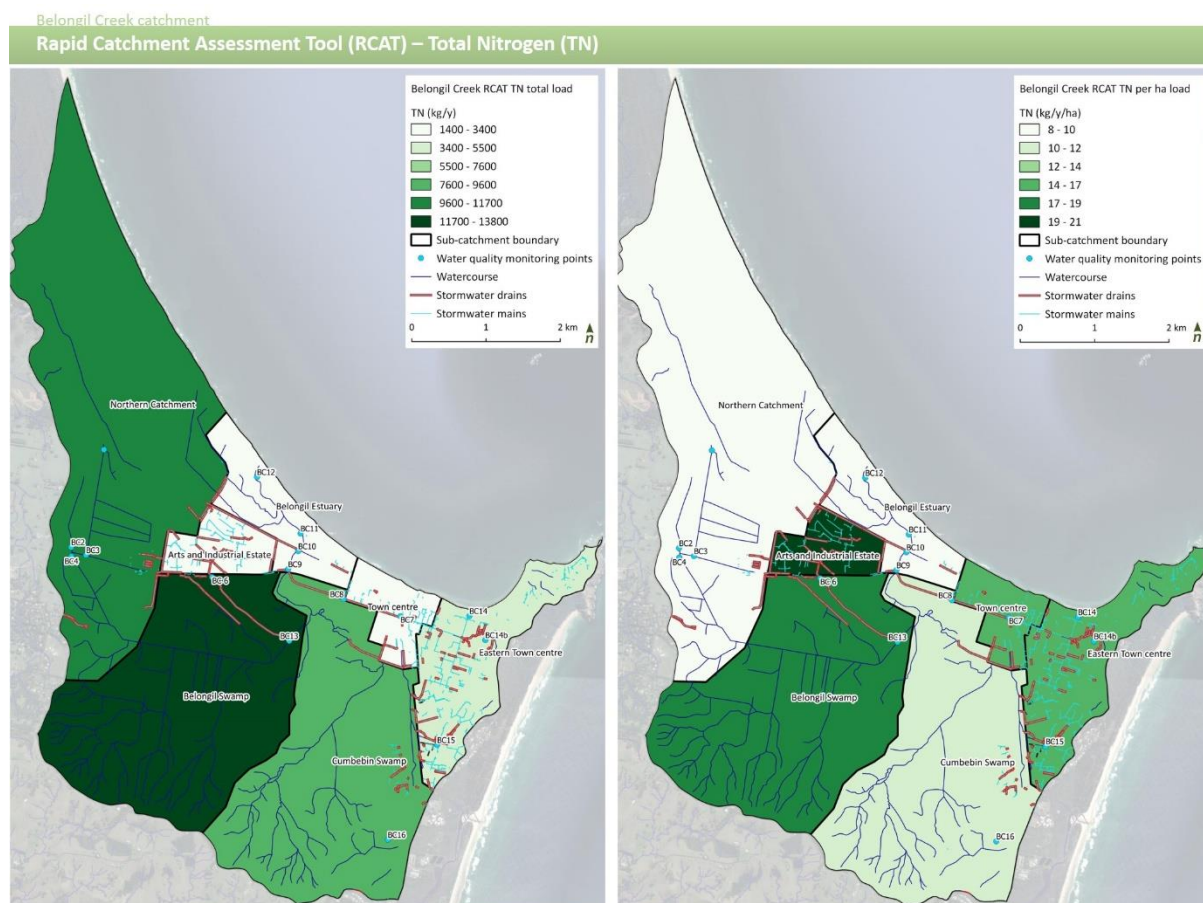 Belongil Creek catchment
Rapid Catchment Assessment Tool (RCAT) – Total Nitrogen (TN)
Belongil Creek RCAT TN total load
TN (kg/y)
1400 - 3400
3400 - 5500
5500 - 7600
7600 - 9600
9600 - 11700
11700 - 13800
Sub-catchment boundary
Water quality monitoring points
Watercourse
Stormwater drains
Stormwater mains
0 1 2 km
n
Northern Catchment
BC12
Belongil Estuary
BC11
BC2
BC3
BC10
BC4
Arts and Industrial Estate
BC9
BC 6
BC8
Town centre
BC14
BC7
BC13
BC14b
Eastern Town centre
Belongil Swamp
BC15
Cumbebin Swamp
BC16
Belongil Creek RCAT TN per ha load
TN (kg/y/ha)
8 - 10
10 - 12
12 - 14
14 - 17
17 - 19
19 - 21
Sub-catchment boundary
Water quality monitoring points
Watercourse
Stormwater drains
Stormwater mains
0 1 2 km
n
Northern Catchment
BC12
Belongil Estuary
BC11
BC2
BC3
BC10
BC4
Arts and Industrial Estate
BC9
BC 6
BC8
Town centre
BC14
BC7
BC13
BC14b
Eastern Town centre
Belongil Swamp
BC15
Cumbebin Swamp
BC16